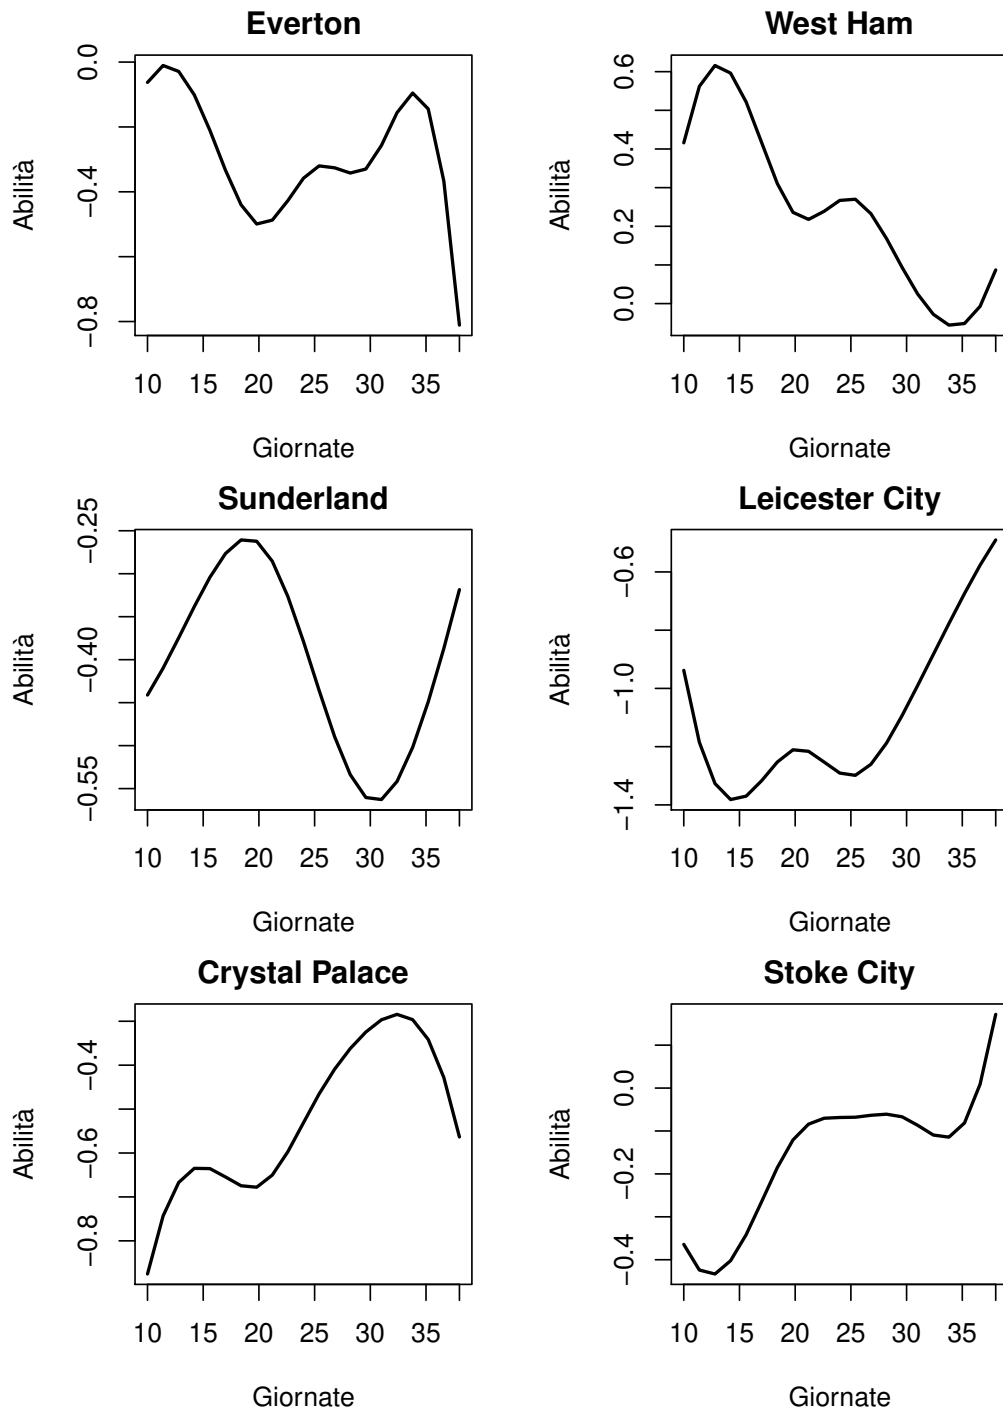 Everton
Abilità
0.0
−0.4
−0.8
10 15 20 25 30 35
Giornate
West Ham
Abilità
0.6
0.4
0.2
0.0
10 15 20 25 30 35
Giornate
Sunderland
Abilità
−0.25
−0.40
−0.55
10 15 20 25 30 35
Giornate
Leicester City
Abilità
−0.6
−1.0
−1.4
10 15 20 25 30 35
Giornate
Crystal Palace
Abilità
−0.4
−0.6
−0.8
10 15 20 25 30 35
Giornate
Stoke City
Abilità
0.0
−0.2
−0.4
10 15 20 25 30 35
Giornate